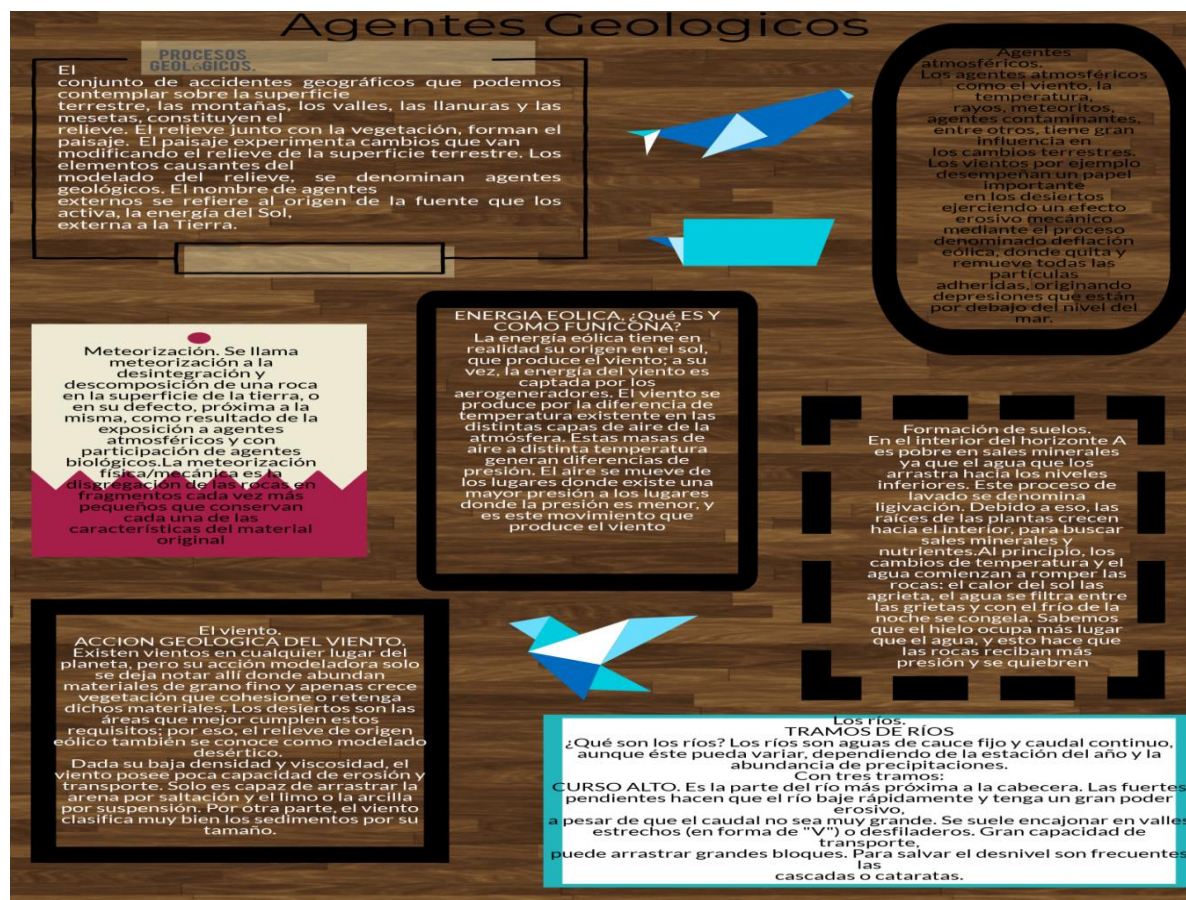 Agentes Geologicos
PROCESOS
GEOLóGICOS.
El
conjunto de accidentes geográficos que podemos
contemplar sobre la superficie
terrestre, las montañas, los valles, las llanuras y las
mesetas, constituyen el
relieve. El relieve junto con la vegetación, forman el
paisaje. El paisaje experimenta cambios que van
modificando el relieve de la superficie terrestre. Los
elementos causantes del
modelado del relieve, se denominan agentes
geológicos. El nombre de agentes
externos se refiere al origen de la fuente que los
activa, la energía del Sol,
externa a la Tierra.
Agentes
atmosféricos.
Los agentes atmosféricos
como el viento, la
temperatura,
rayos, meteoritos,
agentes contaminantes,
entre otros, tiene gran
influencia en
los cambios terrestres.
Los vientos por ejemplo
desempeñan un papel
importante
en los desiertos
ejerciendo un efecto
erosivo mecánico
mediante el proceso
denominado deflación
eólica, donde quita y
remueve todas las
partículas
adheridas, originando
depresiones que están
por debajo del nivel del
mar.
Meteorización. Se llama
meteorización a la
desintegración y
descomposición de una roca
en la superficie de la tierra, o
en su defecto, próxima a la
misma, como resultado de la
exposición a agentes
atmosféricos y con
participación de agentes
biológicos.La meteorización
física/mecánica es la
disgregación de las rocas en
fragmentos cada vez más
pequeños que conservan
cada una de las
características del material
original
ENERGIA EOLICA. ¿Qué ES Y
COMO FUNICONA?
La energía eólica tiene en
realidad su origen en el sol,
que produce el viento; a su
vez, la energía del viento es
captada por los
aerogeneradores. El viento se
produce por la diferencia de
temperatura existente en las
distintas capas de aire de la
atmósfera. Estas masas de
aire a distinta temperatura
generan diferencias de
presión. El aire se mueve de
los lugares donde existe una
mayor presión a los lugares
donde la presión es menor, y
es este movimiento que
produce el viento
Formación de suelos.
En el interior del horizonte A
es pobre en sales minerales
ya que el agua que los
arrastra hacia los niveles
inferiores. Este proceso de
lavado se denomina
ligivación. Debido a eso, las
raíces de las plantas crecen
hacia el interior, para buscar
sales minerales y
nutrientes.Al principio, los
cambios de temperatura y el
agua comienzan a romper las
rocas: el calor del sol las
agrieta, el agua se filtra entre
las grietas y con el frío de la
noche se congela. Sabemos
que el hielo ocupa más lugar
que el agua, y esto hace que
las rocas reciban más
presión y se quiebren
El viento.
ACCION GEOLOGICA DEL VIENTO.
Existen vientos en cualquier lugar del
planeta, pero su acción modeladora solo
se deja notar allí donde abundan
materiales de grano fino y apenas crece
vegetación que cohesione o retenga
dichos materiales. Los desiertos son las
áreas que mejor cumplen estos
requisitos; por eso, el relieve de origen
eólico también se conoce como modelado
desértico.
Dada su baja densidad y viscosidad, el
viento posee poca capacidad de erosión y
transporte. Solo es capaz de arrastrar la
arena por saltación y el limo o la arcilla
por suspensión. Por otra parte, el viento
clasifica muy bien los sedimentos por su
tamaño.
Los ríos.
TRAMOS DE RÍOS
¿Qué son los ríos? Los ríos son aguas de cauce fijo y caudal continuo,
aunque éste pueda variar, dependiendo de la estación del año y la
abundancia de precipitaciones.
Con tres tramos:
CURSO ALTO. Es la parte del río más próxima a la cabecera. Las fuertes
pendientes hacen que el río baje rápidamente y tenga un gran poder
erosivo,
a pesar de que el caudal no sea muy grande. Se suele encajonar en valles
estrechos (en forma de "V") o desfiladeros. Gran capacidad de
transporte,
puede arrastrar grandes bloques. Para salvar el desnivel son frecuentes
las
cascadas o cataratas.